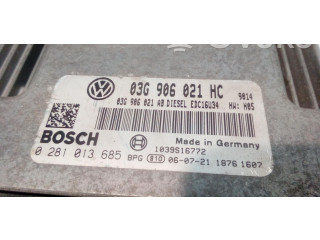 03G 906 021 HC 9014
03G 906 021 AB DIESEL EDC16U34 HW: H05
BOSCH Made in Germany
1039S16772
0 281 013 685 BPG 810 06-07-21 1876 1607